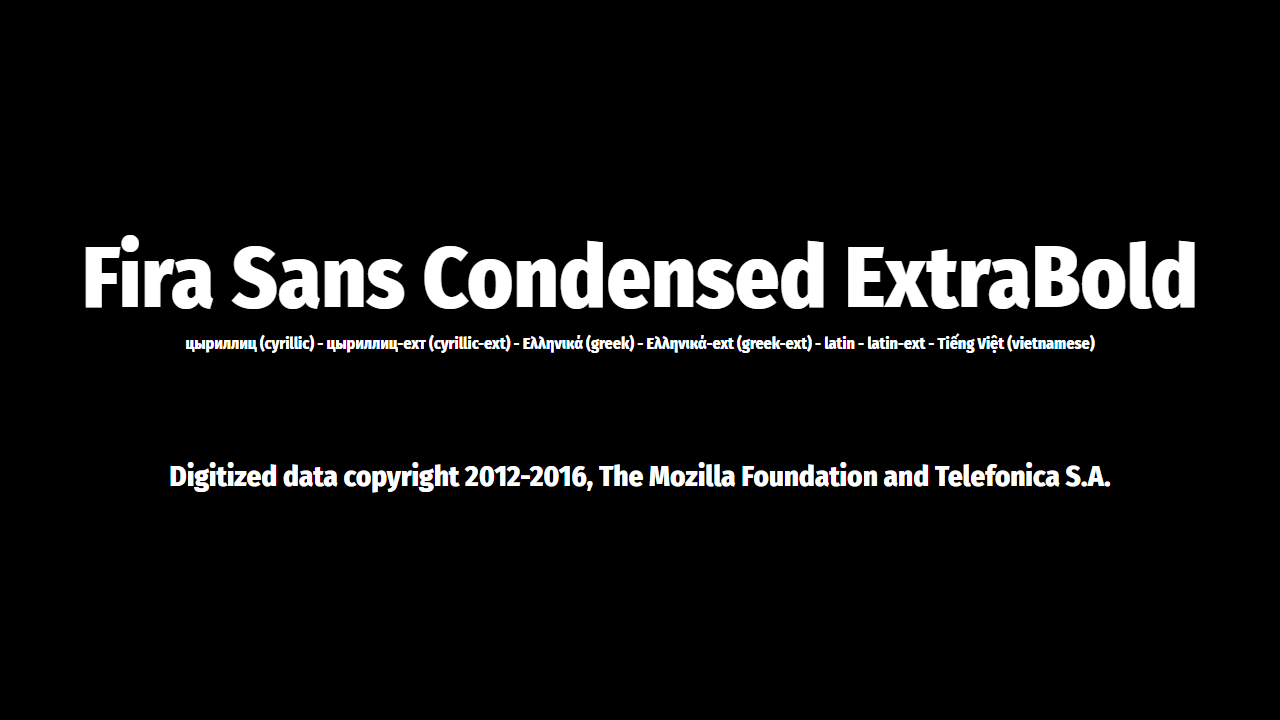 Fira Sans Condensed ExtraBold
цыриллиц (cyrillic) - цыриллиц-ехт (cyrillic-ext) - Ελληνικά (greek) - Ελληνικά-ext (greek-ext) - latin - latin-ext - Tiếng Việt (vietnamese)
Digitized data copyright 2012-2016, The Mozilla Foundation and Telefonica S.A.